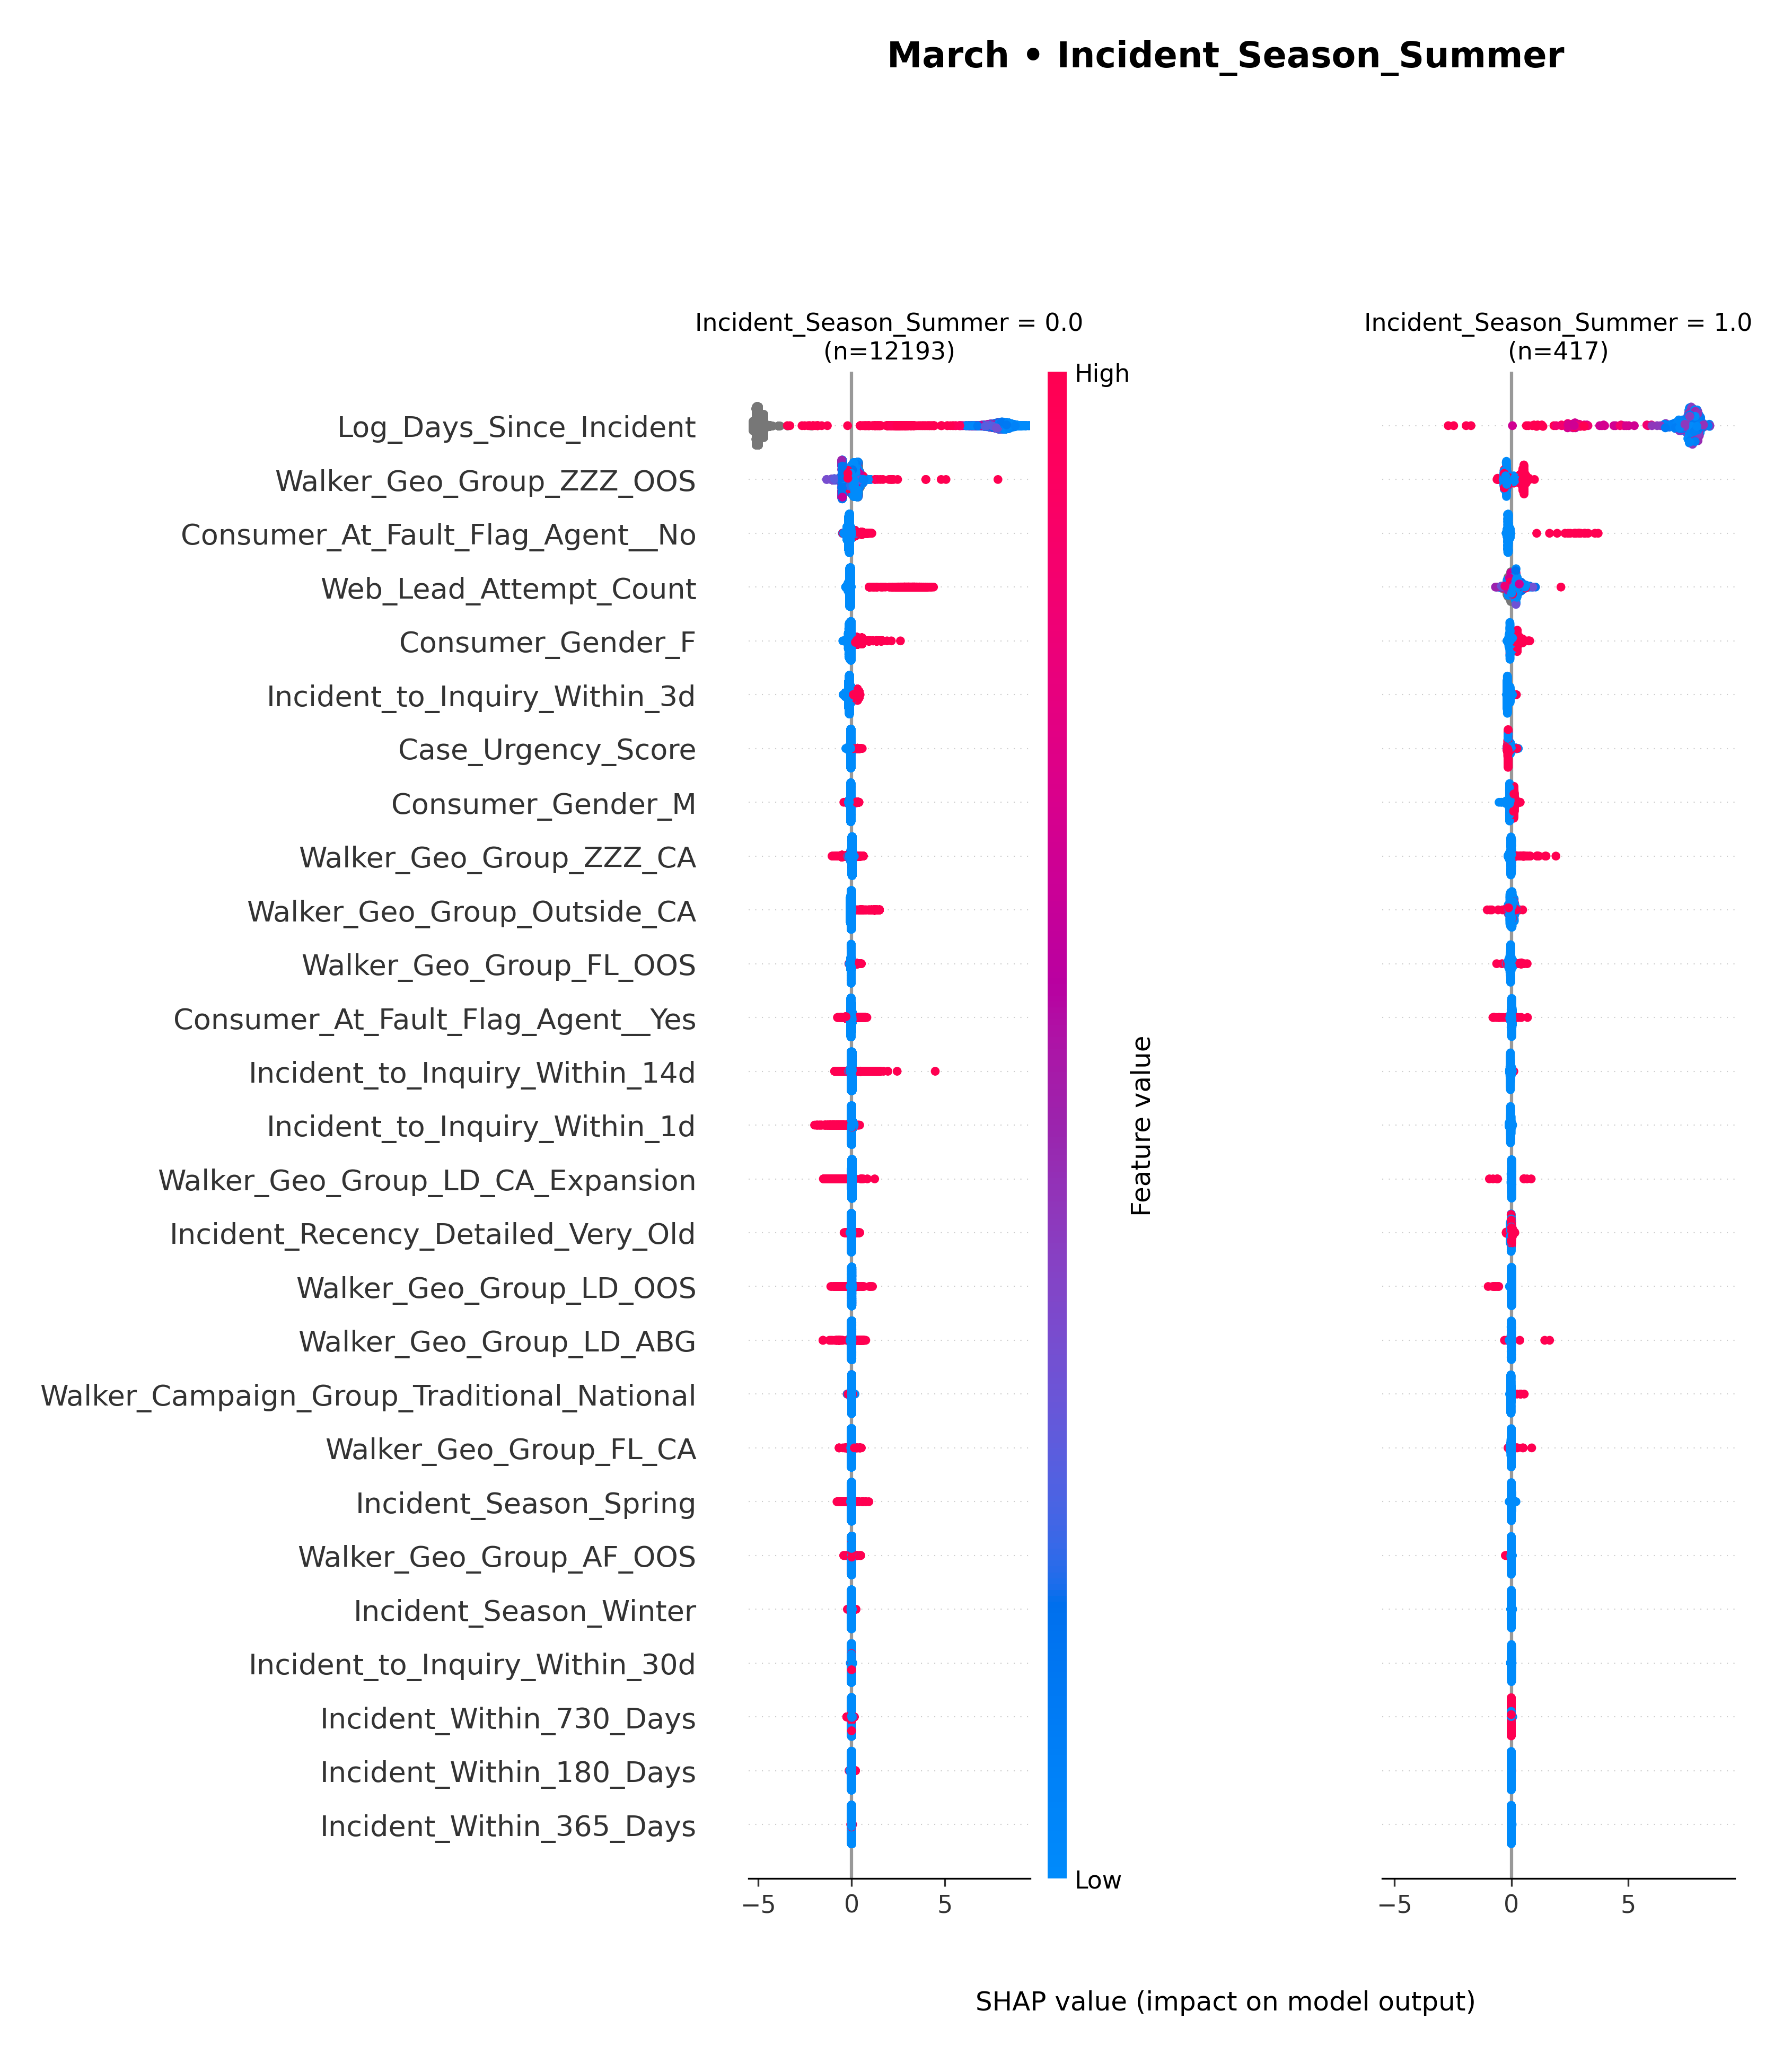 March • Incident_Season_Summer
Incident_Season_Summer = 0.0
(n=12193)
Incident_Season_Summer = 1.0
(n=417)
High
Log_Days_Since_Incident
Walker_Geo_Group_ZZZ_OOS
Consumer_At_Fault_Flag_Agent__No
Web_Lead_Attempt_Count
Consumer_Gender_F
Incident_to_Inquiry_Within_3d
Case_Urgency_Score
Consumer_Gender_M
Walker_Geo_Group_ZZZ_CA
Walker_Geo_Group_Outside_CA
Walker_Geo_Group_FL_OOS
Consumer_At_Fault_Flag_Agent__Yes
Incident_to_Inquiry_Within_14d
Incident_to_Inquiry_Within_1d
Walker_Geo_Group_LD_CA_Expansion
Incident_Recency_Detailed_Very_Old
Walker_Geo_Group_LD_OOS
Walker_Geo_Group_LD_ABG
Walker_Campaign_Group_Traditional_National
Walker_Geo_Group_FL_CA
Incident_Season_Spring
Walker_Geo_Group_AF_OOS
Incident_Season_Winter
Incident_to_Inquiry_Within_30d
Incident_Within_730_Days
Incident_Within_180_Days
Incident_Within_365_Days
Feature value
Low
−5 0 5
−5 0 5
SHAP value (impact on model output)